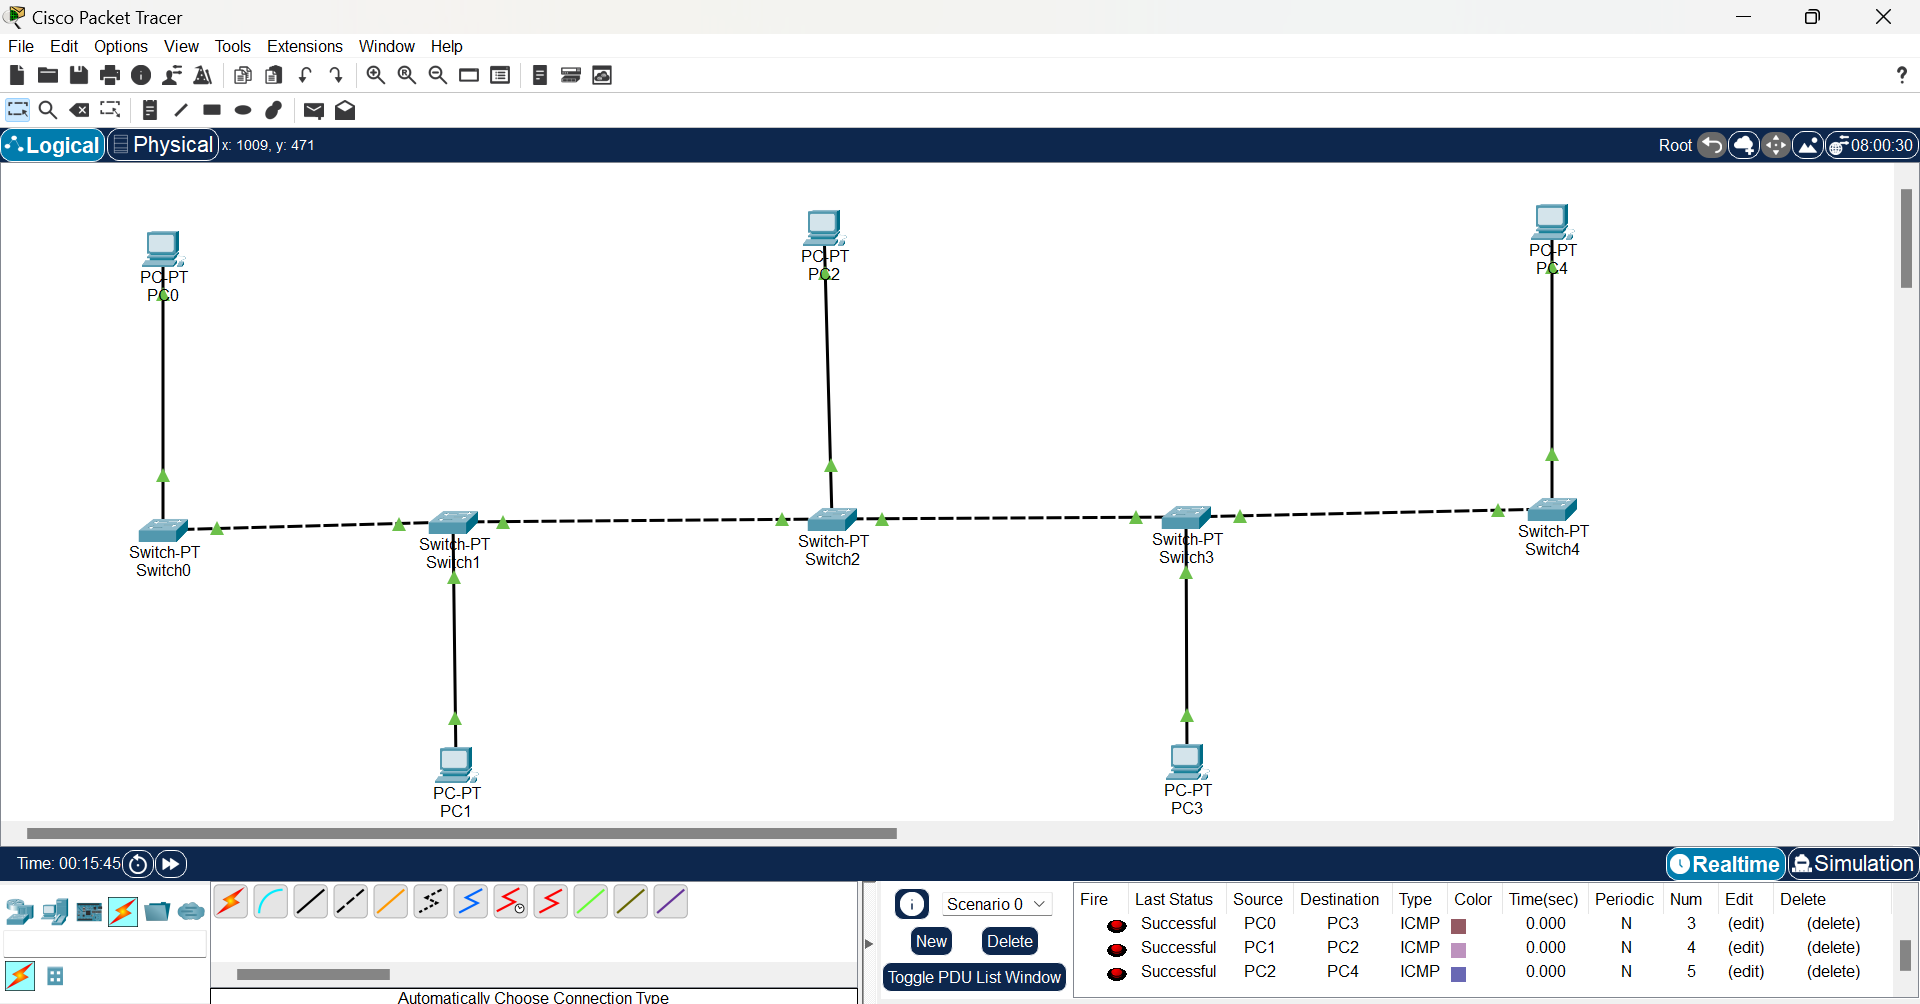 Cisco Packet Tracer
File Edit Options View Tools Extensions Window Help
Logical Physical x: 1009, y: 471 Root 08:00:30
PC-PT
PC0
PC-PT
PC2
PC-PT
PC4
Switch-PT
Switch0
Switch-PT
Switch1
Switch-PT
Switch2
Switch-PT
Switch3
Switch-PT
Switch4
PC-PT
PC1
PC-PT
PC3
Time: 00:15:45 Realtime Simulation
Automatically Choose Connection Type
Scenario 0
New Delete
Toggle PDU List Window
Fire Last Status Source Destination Type Color Time(sec) Periodic Num Edit Delete
Successful PC0 PC3 ICMP 0.000 N 3 (edit) (delete)
Successful PC1 PC2 ICMP 0.000 N 4 (edit) (delete)
Successful PC2 PC4 ICMP 0.000 N 5 (edit) (delete)